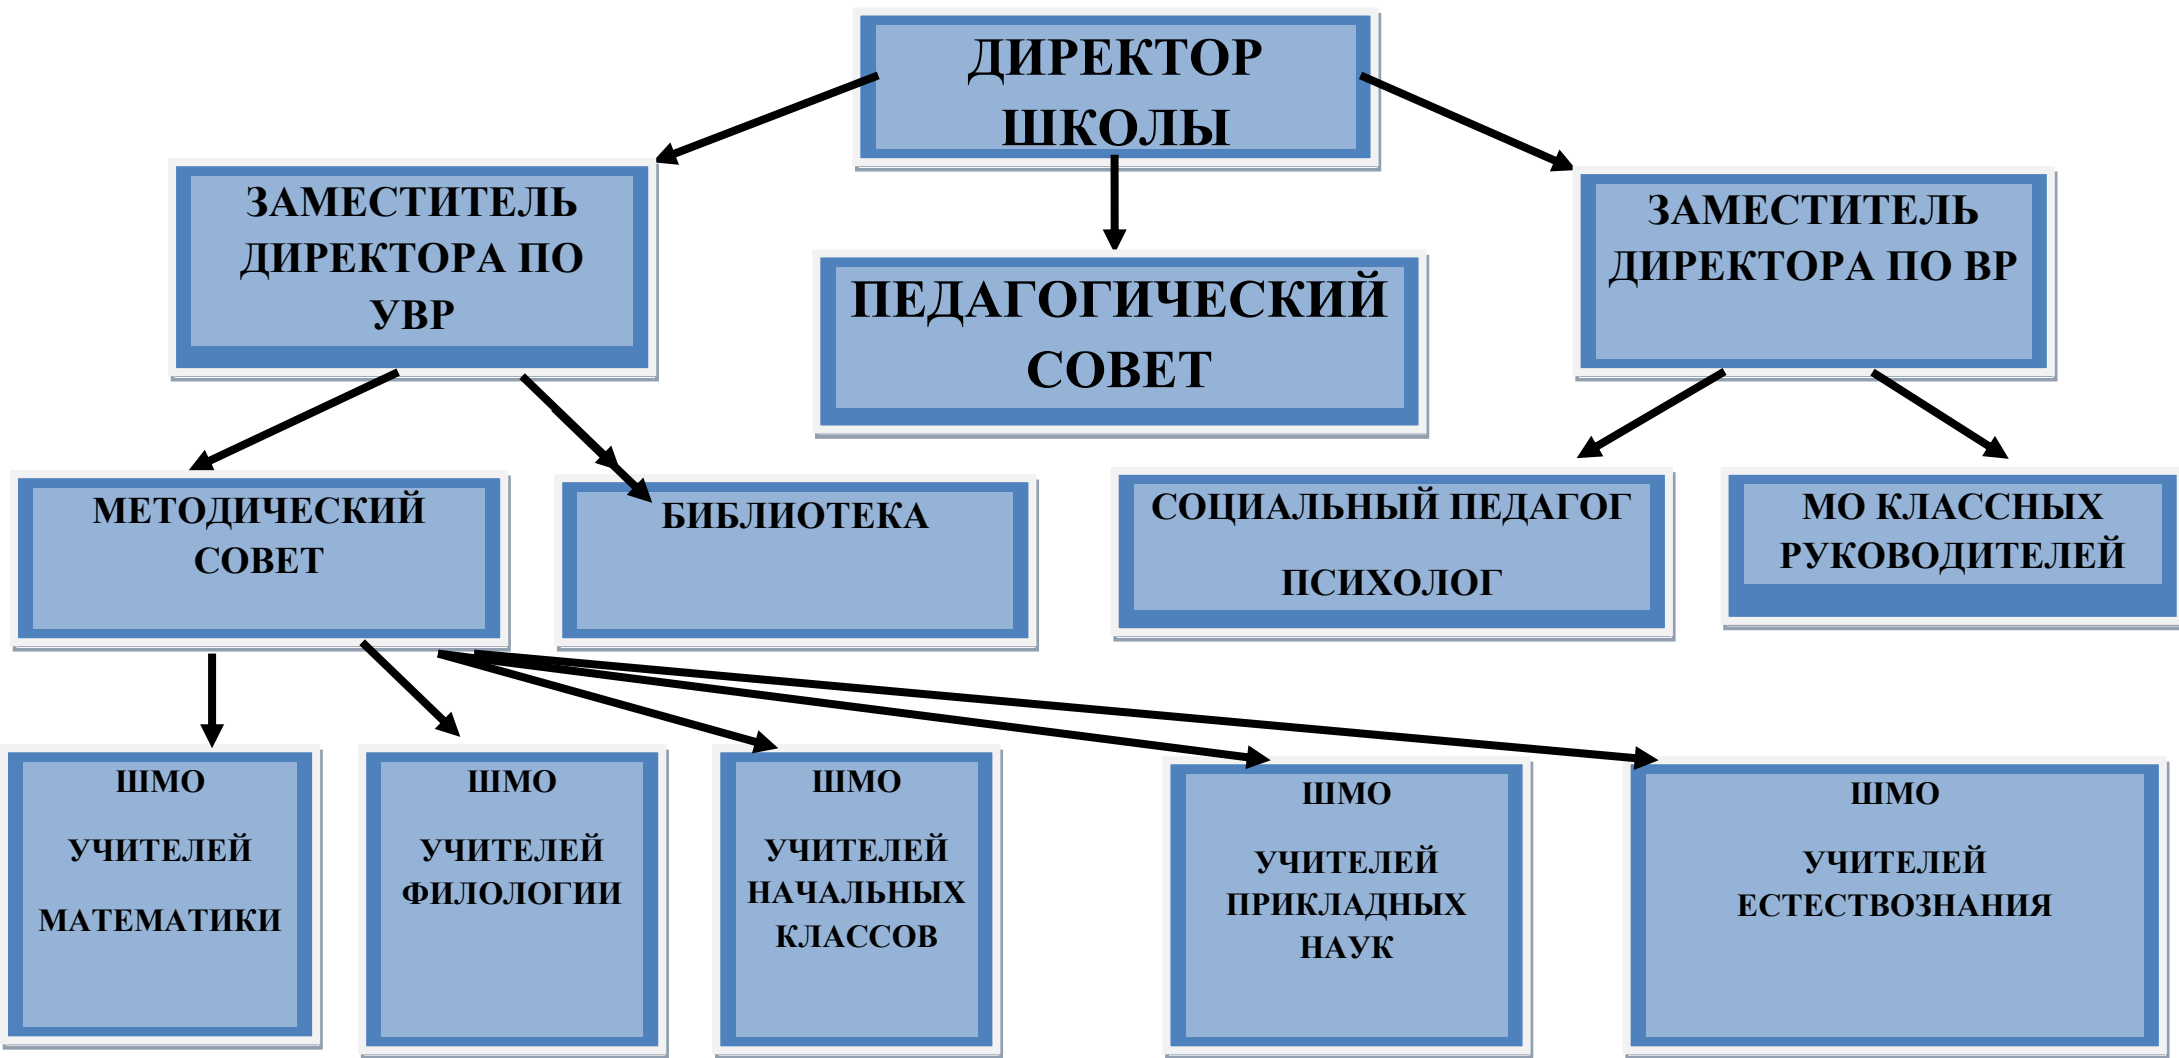 ДИРЕКТОР
ШКОЛЫ
ЗАМЕСТИТЕЛЬ
ДИРЕКТОРА ПО
УВР
ПЕДАГОГИЧЕСКИЙ
СОВЕТ
ЗАМЕСТИТЕЛЬ
ДИРЕКТОРА ПО ВР
МЕТОДИЧЕСКИЙ
СОВЕТ
БИБЛИОТЕКА
СОЦИАЛЬНЫЙ ПЕДАГОГ
ПСИХОЛОГ
МО КЛАССНЫХ
РУКОВОДИТЕЛЕЙ
ШМО
УЧИТЕЛЕЙ
МАТЕМАТИКИ
ШМО
УЧИТЕЛЕЙ
ФИЛОЛОГИИ
ШМО
УЧИТЕЛЕЙ
НАЧАЛЬНЫХ
КЛАССОВ
ШМО
УЧИТЕЛЕЙ
ПРИКЛАДНЫХ
НАУК
ШМО
УЧИТЕЛЕЙ
ЕСТЕСТВОЗНАНИЯ